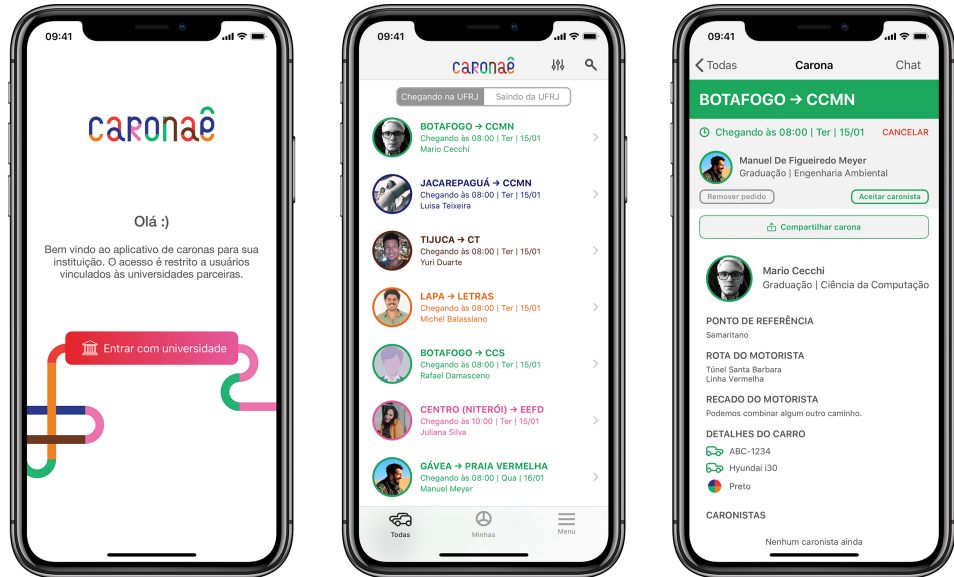 09:41
caronaê
Olá :)
Bem vindo ao aplicativo de caronas para sua
instituição. O acesso é restrito a usuários
vinculados às universidades parceiras.
Entrar com universidade
09:41
caronaê
Chegando na UFRJ
Saindo da UFRJ
BOTAFOGO → CCMN
Chegando às 08:00 | Ter | 15/01
Mario Cecchi
JACAREPAGUÁ → CCMN
Chegando às 08:00 | Ter | 15/01
Luisa Teixeira
TIJUCA → CT
Chegando às 08:00 | Ter | 15/01
Yuri Duarte
LAPA → LETRAS
Chegando às 08:00 | Ter | 15/01
Michel Balassiano
BOTAFOGO → CCS
Chegando às 08:00 | Ter | 15/01
Rafael Damasceno
CENTRO (NITERÓI) → EEFD
Chegando às 10:00 | Ter | 15/01
Juliana Silva
GÁVEA → PRAIA VERMELHA
Chegando às 08:00 | Qua | 16/01
Manuel Meyer
Todas
Minhas
Menu
09:41
Todas
Carona
Chat
BOTAFOGO → CCMN
Chegando às 08:00 | Ter | 15/01
CANCELAR
Manuel De Figueiredo Meyer
Graduação | Engenharia Ambiental
Remover pedido
Aceitar caronista
Compartilhar carona
Mario Cecchi
Graduação | Ciência da Computação
PONTO DE REFERÊNCIA
Samaritano
ROTA DO MOTORISTA
Túnel Santa Barbara
Linha Vermelha
RECADO DO MOTORISTA
Podemos combinar algum outro caminho.
DETALHES DO CARRO
ABC-1234
Hyundai i30
Preto
CARONISTAS
Nenhum caronista ainda